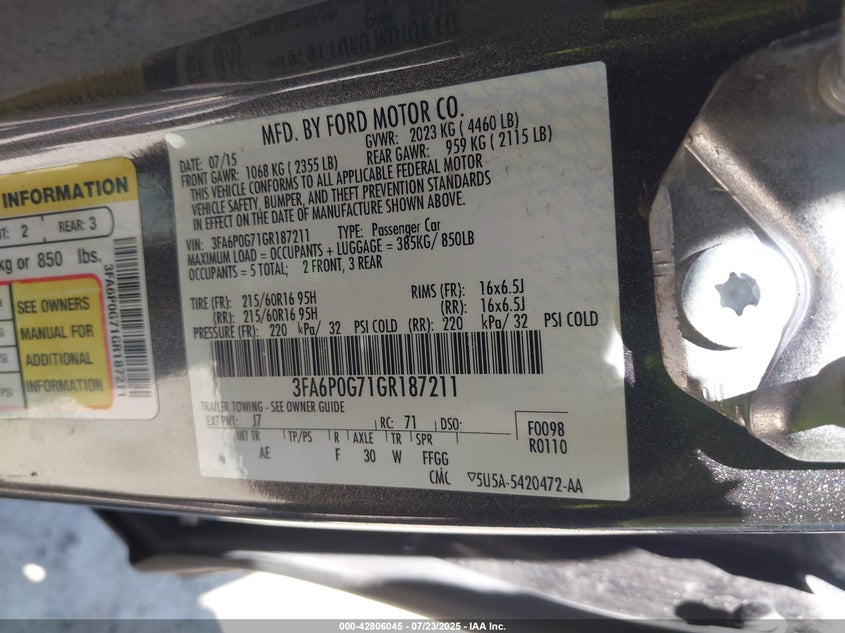 MFD. BY FORD MOTOR CO.
DATE: 07/15 GVWR: 2023 KG ( 4460 LB)
FRONT GAWR: 1068 KG ( 2355 LB) REAR GAWR: 959 KG ( 2115 LB)
THIS VEHICLE CONFORMS TO ALL APPLICABLE FEDERAL MOTOR
VEHICLE SAFETY, BUMPER, AND THEFT PREVENTION STANDARDS
IN EFFECT ON THE DATE OF MANUFACTURE SHOWN ABOVE.
VIN: 3FA6P0G71GR187211 TYPE: Passenger Car
MAXIMUM LOAD = OCCUPANTS + LUGGAGE = 385KG/ 850LB
OCCUPANTS = 5 TOTAL; 2 FRONT, 3 REAR
TIRE (FR): 215/60R16 95H RIMS (FR): 16x6.5J
(RR): 215/60R16 95H (RR): 16x6.5J
PRESSURE (FR): 220 kPa/ 32 PSI COLD (RR): 220 kPa/ 32 PSI COLD
3FA6P0G71GR187211
TRAILER TOWING - SEE OWNER GUIDE
EXT PNT: J7 RC: 71 DSO:
F0098
R0110
INT TR TP/PS R AXLE TR SPR
AE F 30 W FFGG
CMC ▽5U5A-5420472-AA
INFORMATION
2 REAR: 3
kg or 850 lbs.
SEE OWNERS
MANUAL FOR
ADDITIONAL
INFORMATION
3FA6P0G71GR187211
000-42806045 - 07/23/2025 - IAA Inc.